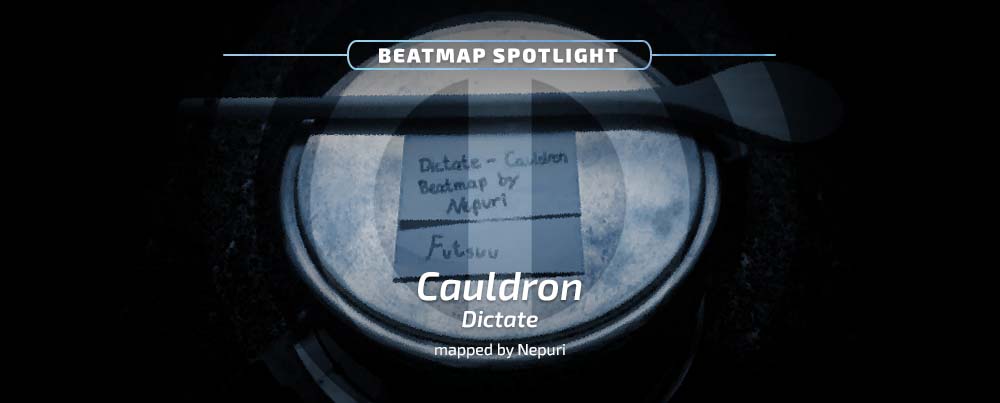 BEATMAP SPOTLIGHT
Dictate - Cauldron
Beatmap by
Nepuri
Futsuu
Cauldron
Dictate
mapped by Nepuri